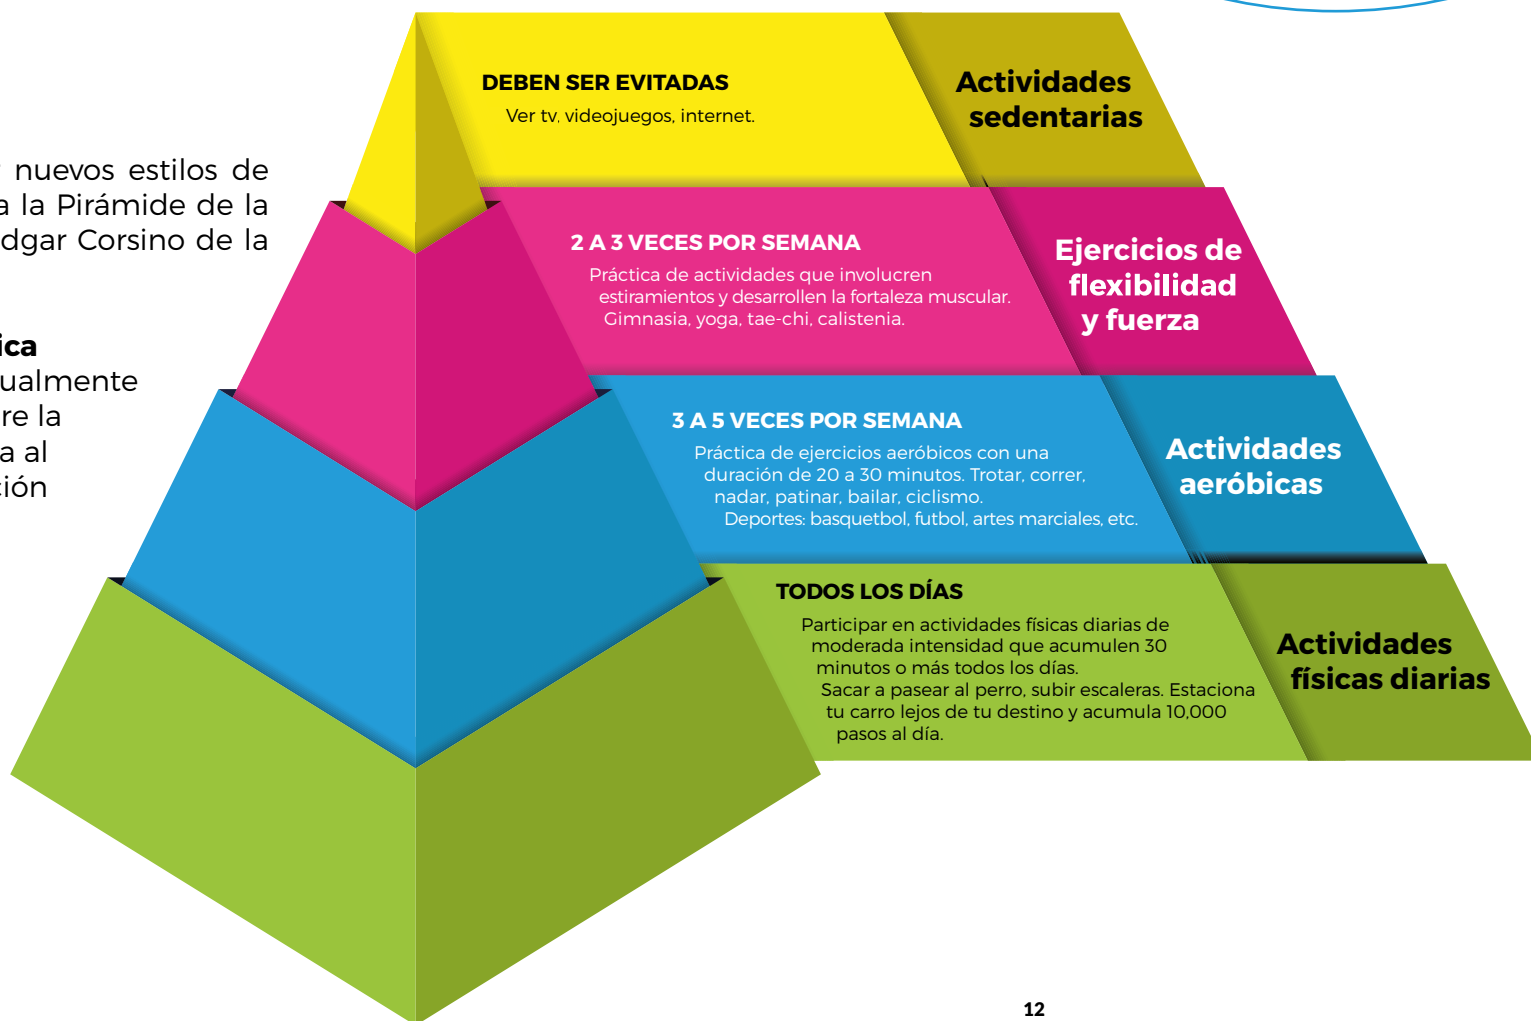 nuevos estilos de
a la Pirámide de la
dgar Corsino de la
ica
ualmente
re la
a al
ción
DEBEN SER EVITADAS
Ver tv, videojuegos, internet.
Actividades
sedentarias
2 A 3 VECES POR SEMANA
Práctica de actividades que involucren
estiramientos y desarrollen la fortaleza muscular.
Gimnasia, yoga, tae-chi, calistenia.
Ejercicios de
flexibilidad
y fuerza
3 A 5 VECES POR SEMANA
Práctica de ejercicios aeróbicos con una
duración de 20 a 30 minutos. Trotar, correr,
nadar, patinar, bailar, ciclismo.
Deportes: basquetbol, futbol, artes marciales, etc.
Actividades
aeróbicas
TODOS LOS DÍAS
Participar en actividades físicas diarias de
moderada intensidad que acumulen 30
minutos o más todos los días.
Sacar a pasear al perro, subir escaleras. Estaciona
tu carro lejos de tu destino y acumula 10,000
pasos al día.
Actividades
físicas diarias
12